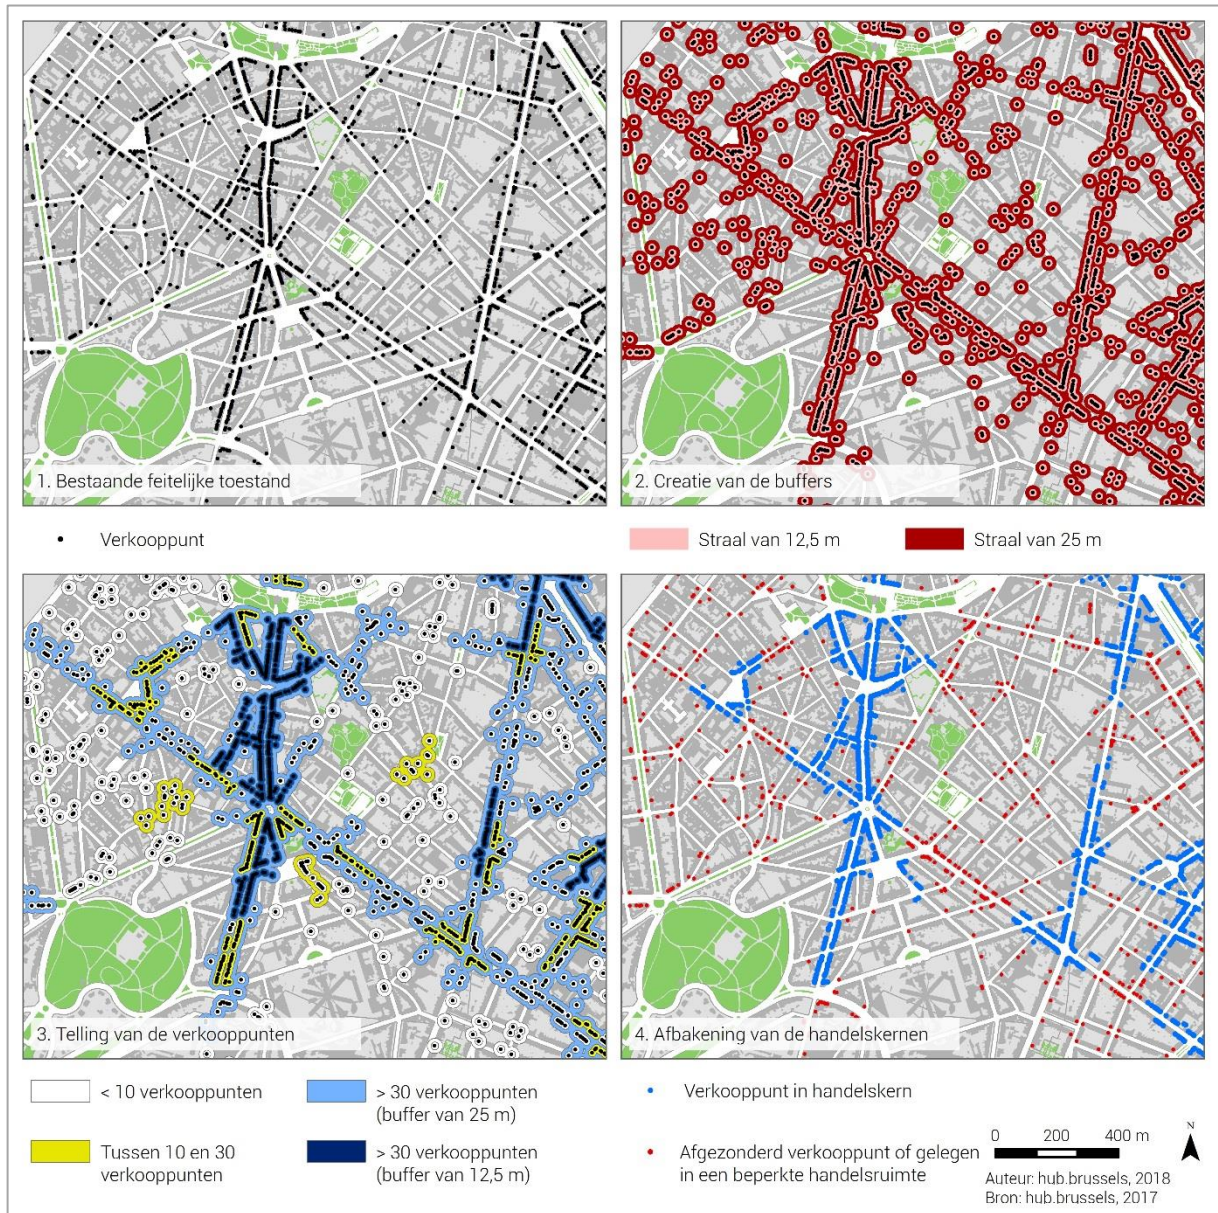 1. Bestaande feitelijke toestand
2. Creatie van de buffers
Verkooppunt
Straal van 12,5 m
Straal van 25 m
3. Telling van de verkooppunten
4. Afbakening van de handelskernen
< 10 verkooppunten
> 30 verkooppunten
(buffer van 25 m)
Tussen 10 en 30
verkooppunten
> 30 verkooppunten
(buffer van 12,5 m)
Verkooppunt in handelskern
Afgezonderd verkooppunt of gelegen
in een beperkte handelsruimte
0 200 400 m
N
Auteur: hub.brussels, 2018
Bron: hub.brussels, 2017